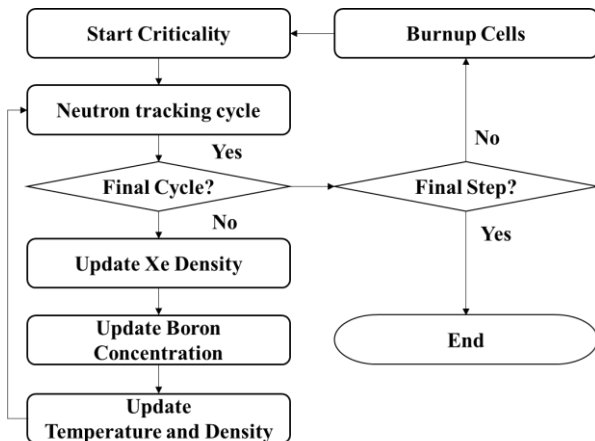 Start Criticality
Burnup Cells
Neutron tracking cycle
Yes
No
Final Cycle?
Final Step?
No
Yes
Update Xe Density
Update Boron
Concentration
End
Update
Temperature and Density